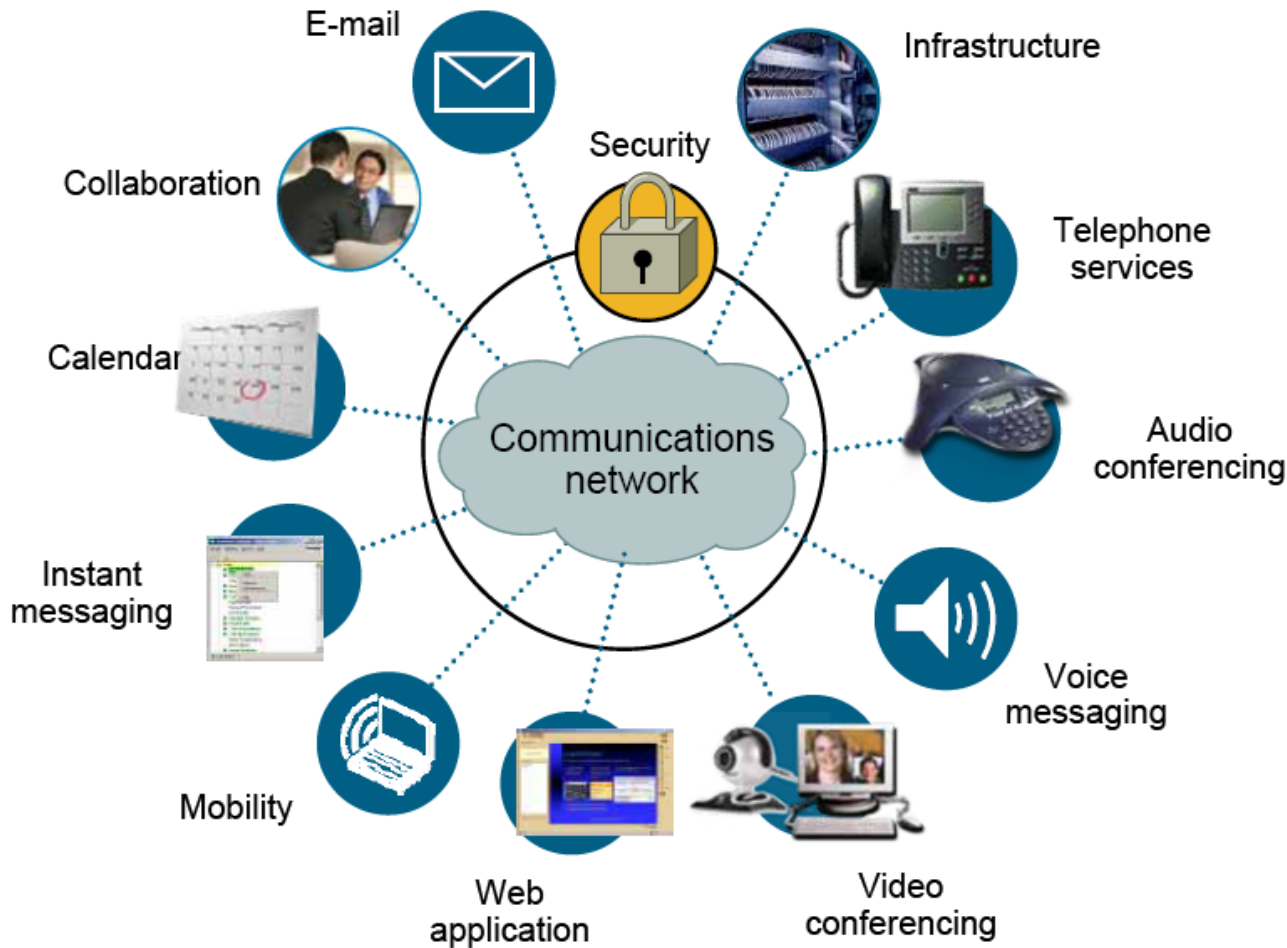 E-mail
Infrastructure
Security
Collaboration
Telephone
services
Calendar
Audio
conferencing
Communications
network
Instant
messaging
Voice
messaging
Mobility
Web
application
Video
conferencing